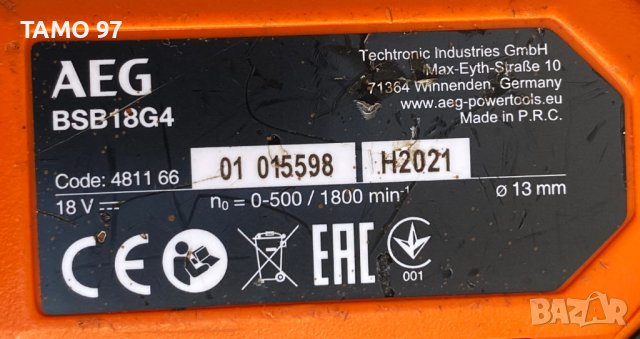 TAMO 97
AEG
BSB18G4
Techtronic Industries GmbH
Max-Eyth-Straße 10
71364 Winnenden, Germany
www.aeg-powertools.eu
Made in P.R.C.
Code: 4811 66 01 015598 H2021
18 V n₀ = 0-500 / 1800 min⁻¹ ø 13 mm
CE
EAC
001
BAZAR